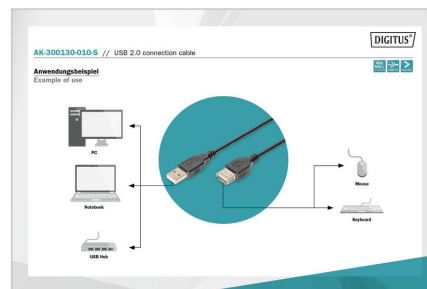 DIGITUS®
AK-300130-010-S // USB 2.0 connection cable
Anwendungsbeispiel
Example of use
PC
Notebook
USB Hub
Mouse
Keyboard